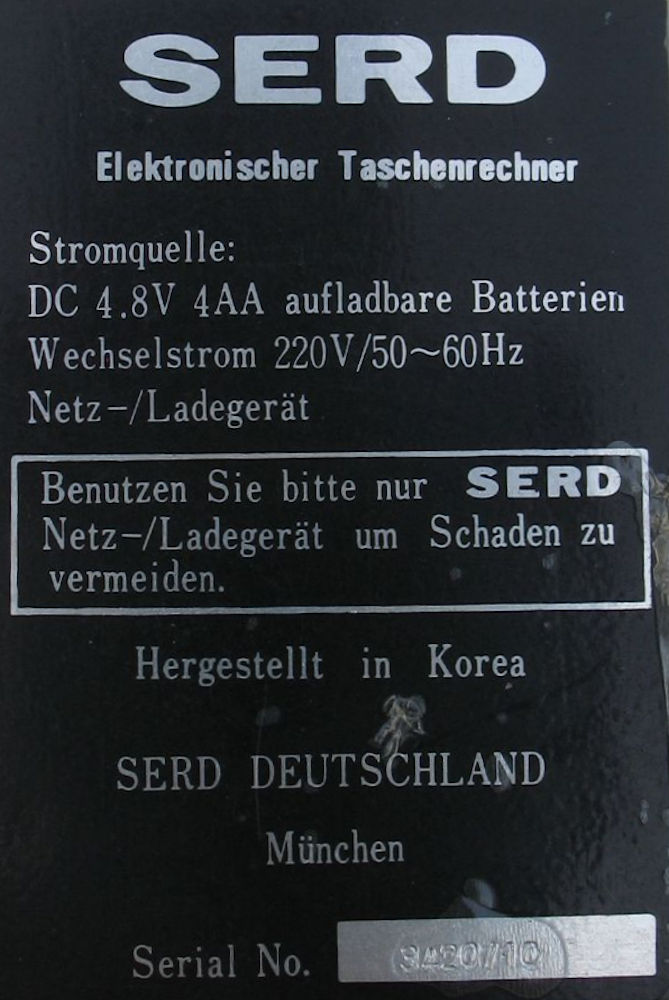 SERD
Elektronischer Taschenrechner
Stromquelle:
DC 4.8V 4AA aufladbare Batterien
Wechselstrom 220V/50~60Hz
Netz-/Ladegerät
Benutzen Sie bitte nur SERD
Netz-/Ladegerät um Schaden zu
vermeiden.
Hergestellt in Korea
SERD DEUTSCHLAND
München
Serial No.